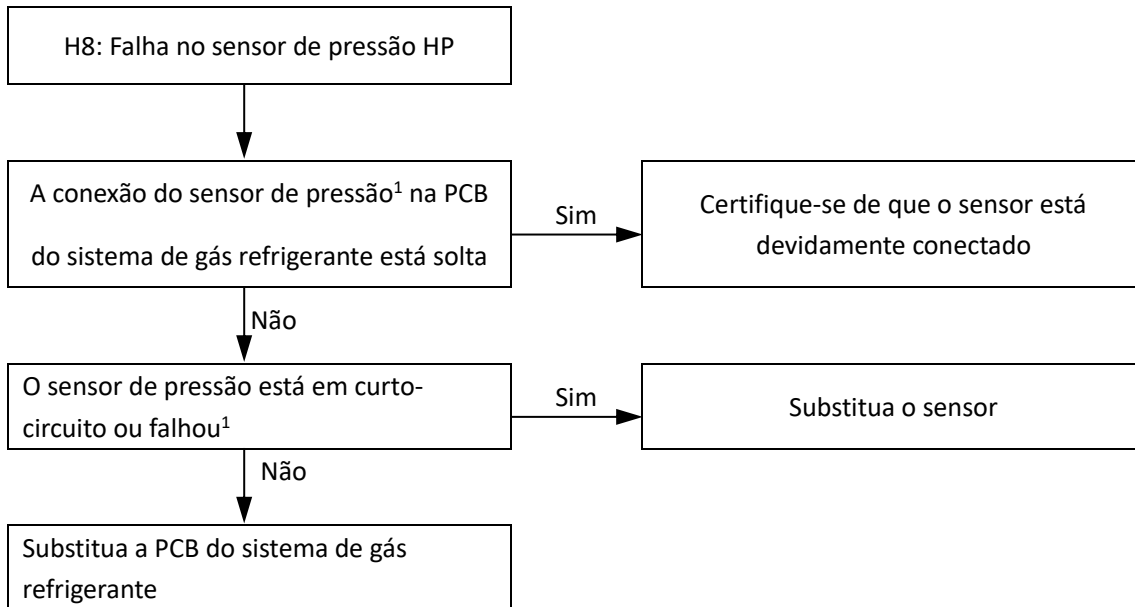 H8: Falha no sensor de pressão HP
A conexão do sensor de pressão¹ na PCB
do sistema de gás refrigerante está solta
Sim
Certifique-se de que o sensor está
devidamente conectado
Não
O sensor de pressão está em curto-
circuito ou falhou¹
Sim
Substitua o sensor
Não
Substitua a PCB do sistema de gás
refrigerante